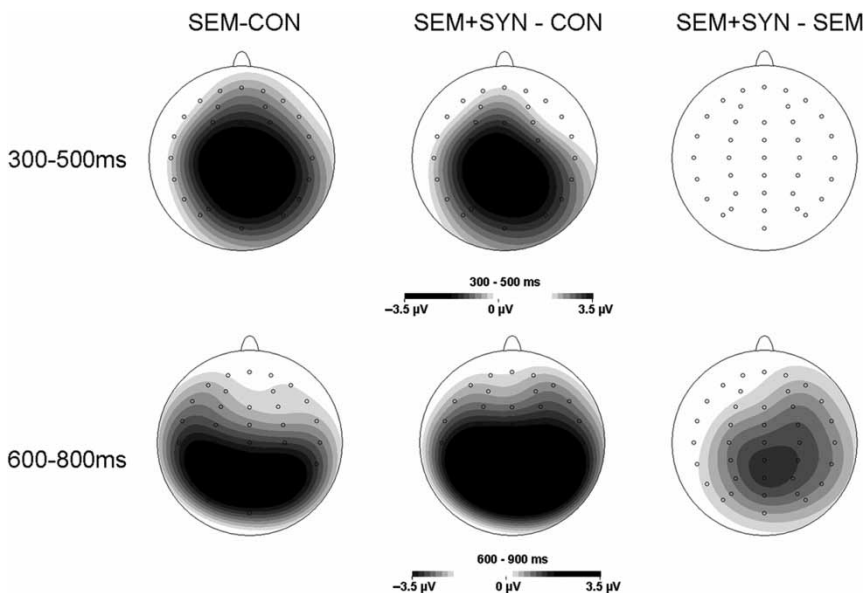 SEM-CON SEM+SYN - CON SEM+SYN - SEM
300-500ms
300 - 500 ms
–3.5 µV 0 µV 3.5 µV
600-800ms
600 - 900 ms
–3.5 µV 0 µV 3.5 µV